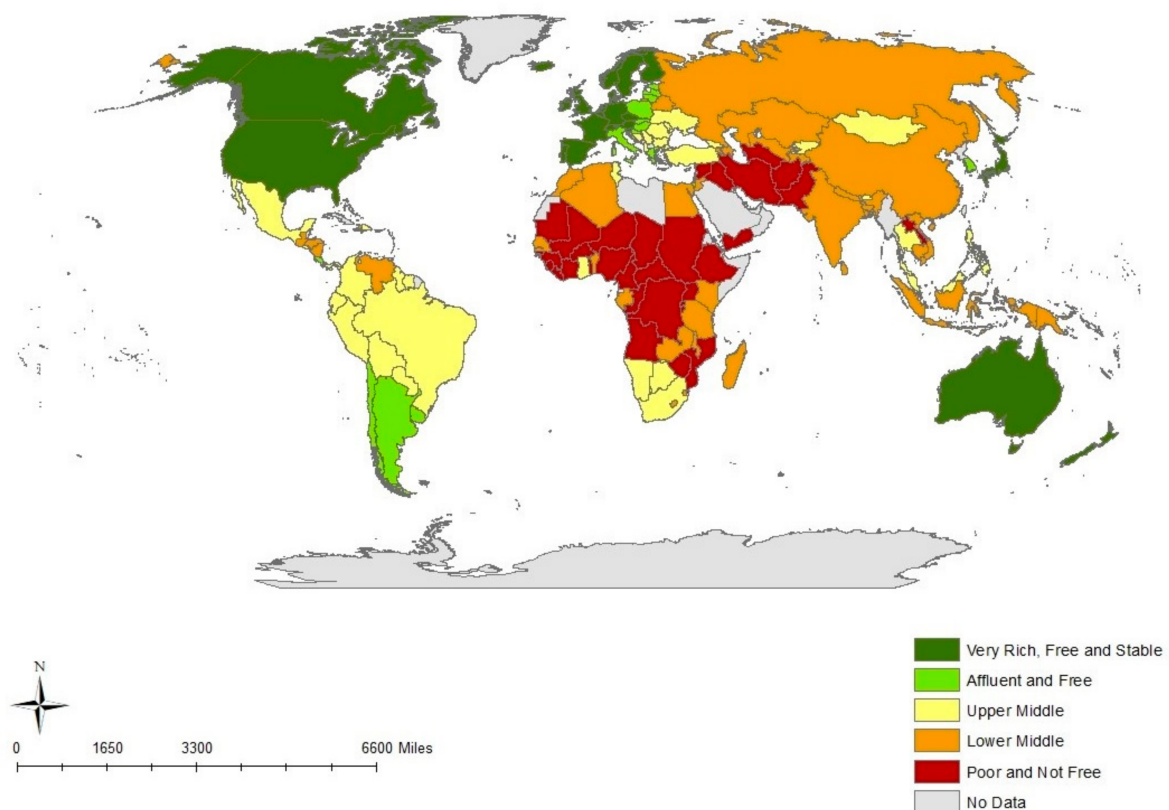 Very Rich, Free and Stable
Affluent and Free
Upper Middle
Lower Middle
Poor and Not Free
No Data
N
0 1650 3300 6600 Miles